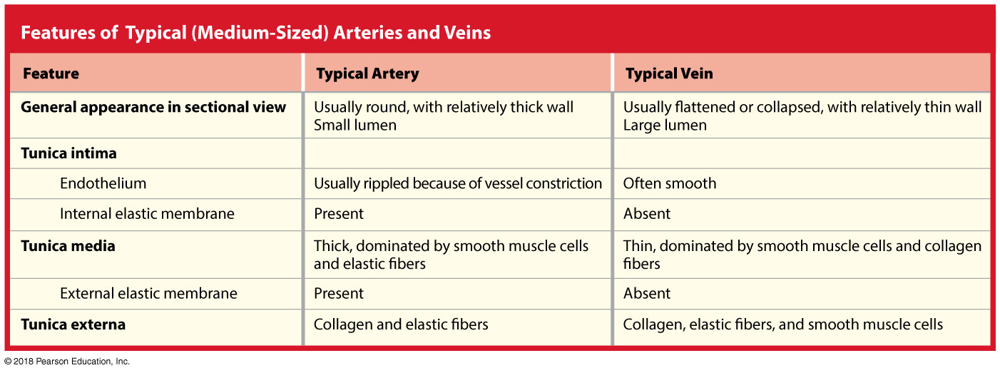 Features of Typical (Medium-Sized) Arteries and Veins
Feature
Typical Artery
Typical Vein
General appearance in sectional view
Usually round, with relatively thick wall
Small lumen
Usually flattened or collapsed, with relatively thin wall
Large lumen
Tunica intima
Endothelium
Usually rippled because of vessel constriction
Often smooth
Internal elastic membrane
Present
Absent
Tunica media
Thick, dominated by smooth muscle cells
and elastic fibers
Thin, dominated by smooth muscle cells and collagen
fibers
External elastic membrane
Present
Absent
Tunica externa
Collagen and elastic fibers
Collagen, elastic fibers, and smooth muscle cells
© 2018 Pearson Education, Inc.